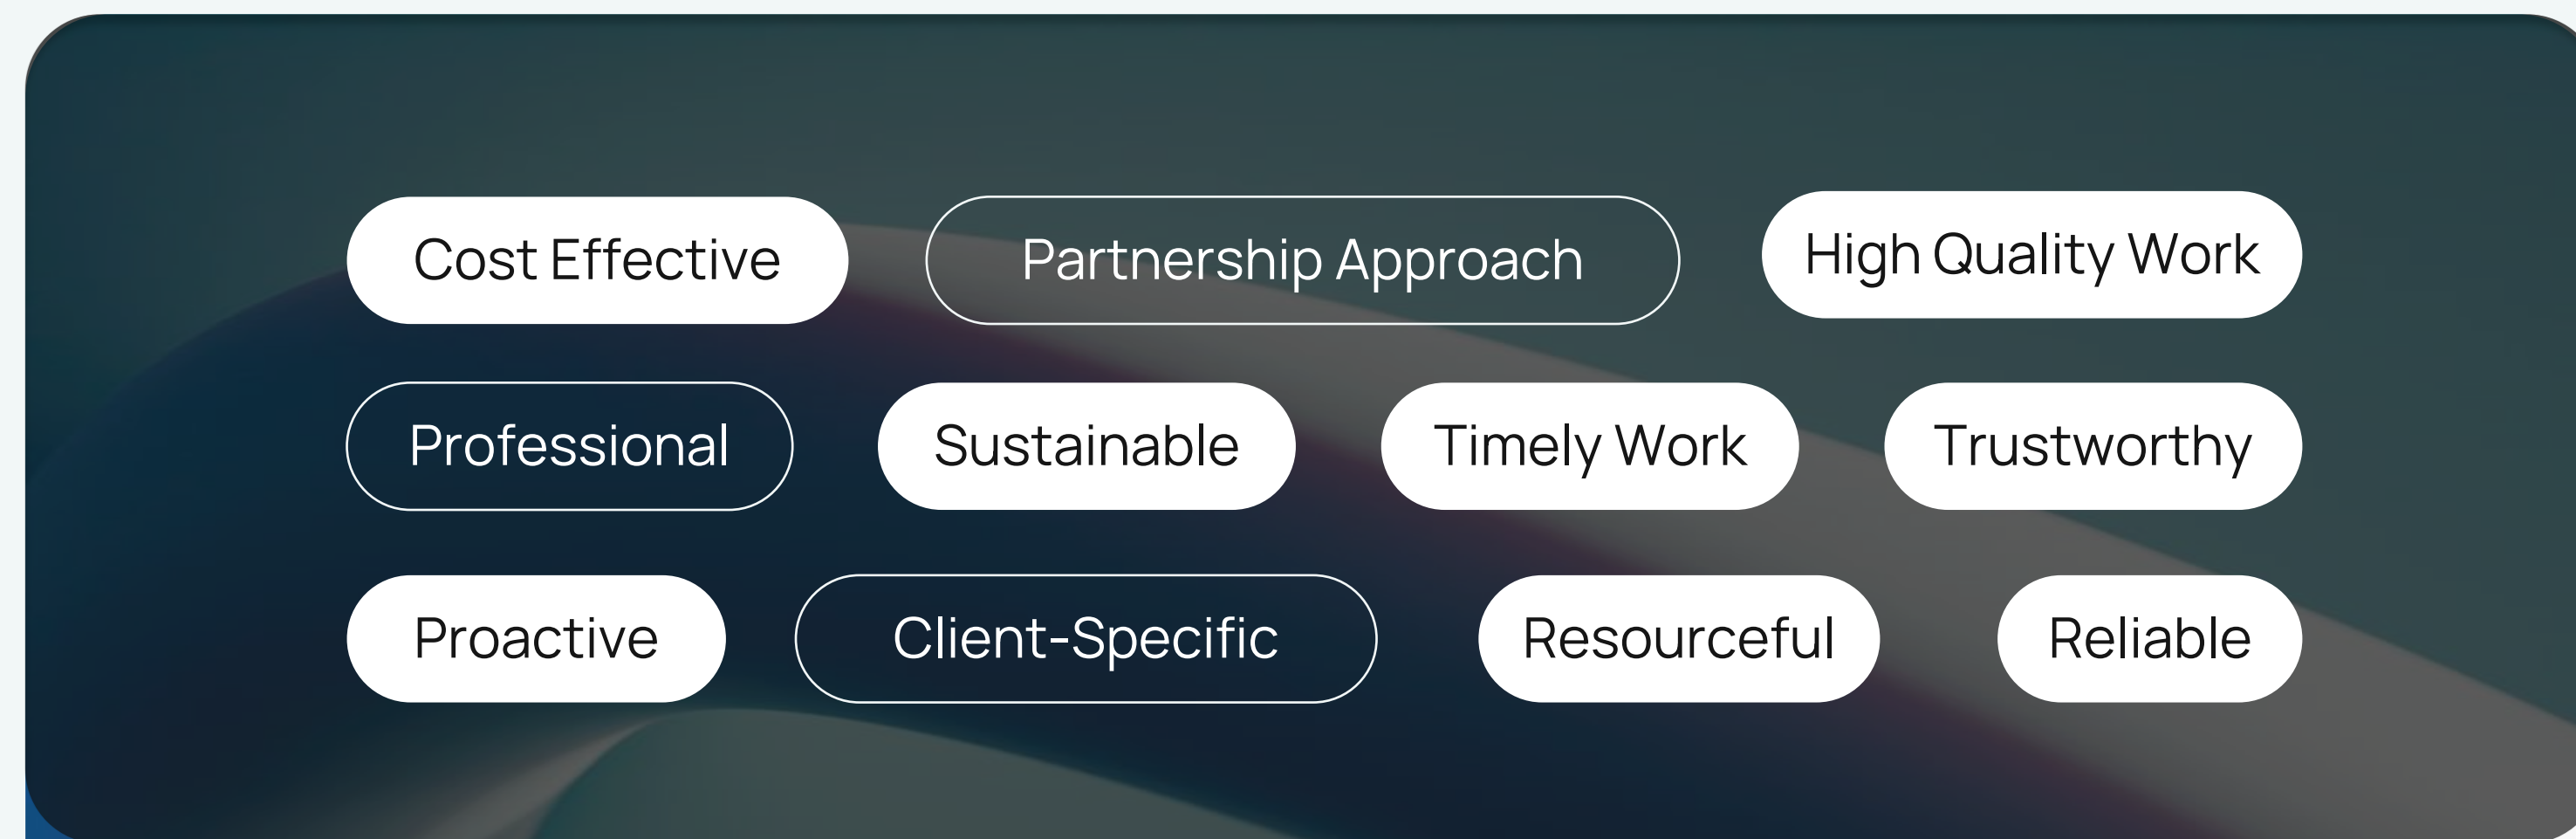 Cost Effective
Partnership Approach
High Quality Work
Professional
Sustainable
Timely Work
Trustworthy
Proactive
Client-Specific
Resourceful
Reliable